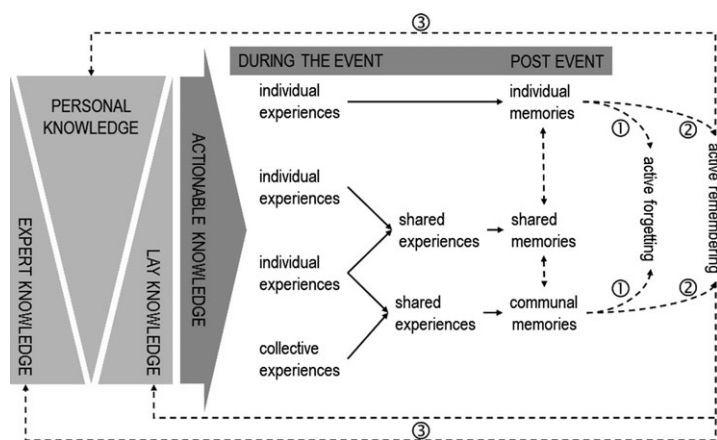 ③
DURING THE EVENT
POST EVENT
PERSONAL
KNOWLEDGE
EXPERT KNOWLEDGE
LAY KNOWLEDGE
ACTIONABLE KNOWLEDGE
individual
experiences
individual
memories
①
②
individual
experiences
shared
experiences
shared
memories
active forgetting
active remembering
individual
experiences
shared
experiences
communal
memories
①
②
collective
experiences
③